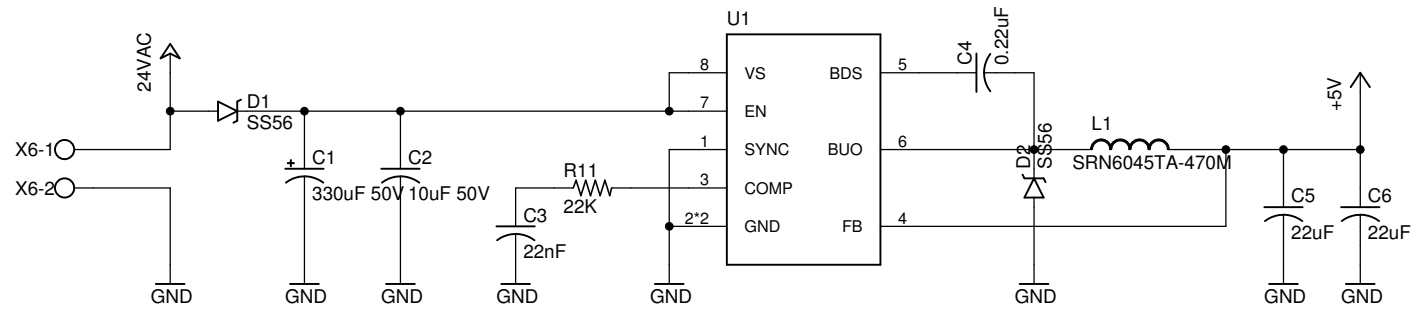 U1
24VAC
C4
0.22uF
8
VS
BDS
5
D1
SS56
7
EN
+5V
L1
X6-1
1
SYNC
BUO
6
D2
SS56
SRN6045TA-470M
+
C1
C2
330uF 50V
10uF 50V
R11
22K
3
COMP
X6-2
C3
22nF
2*2
GND
FB
4
C5
22uF
C6
22uF
GND
GND
GND
GND
GND
GND
GND
GND